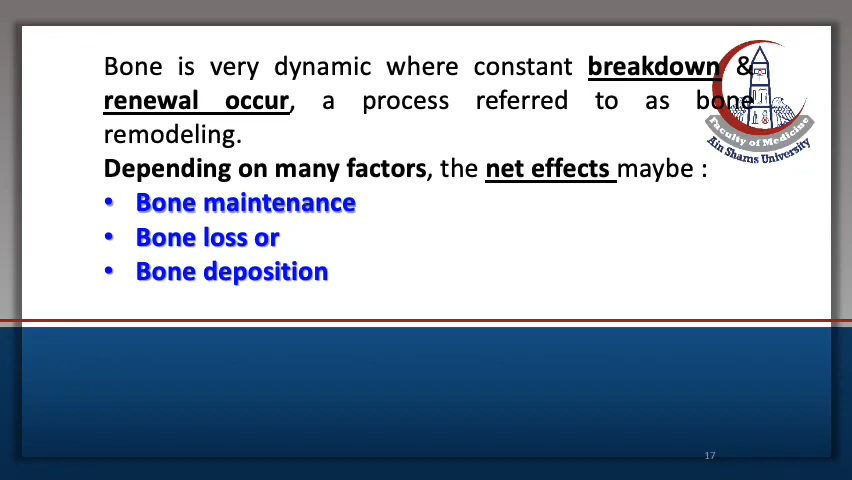 Bone is very dynamic where constant breakdown &
renewal occur, a process referred to as bone
remodeling.
Depending on many factors, the net effects maybe :
• Bone maintenance
• Bone loss or
• Bone deposition
Faculty of Medicine
Ain Shams University
17